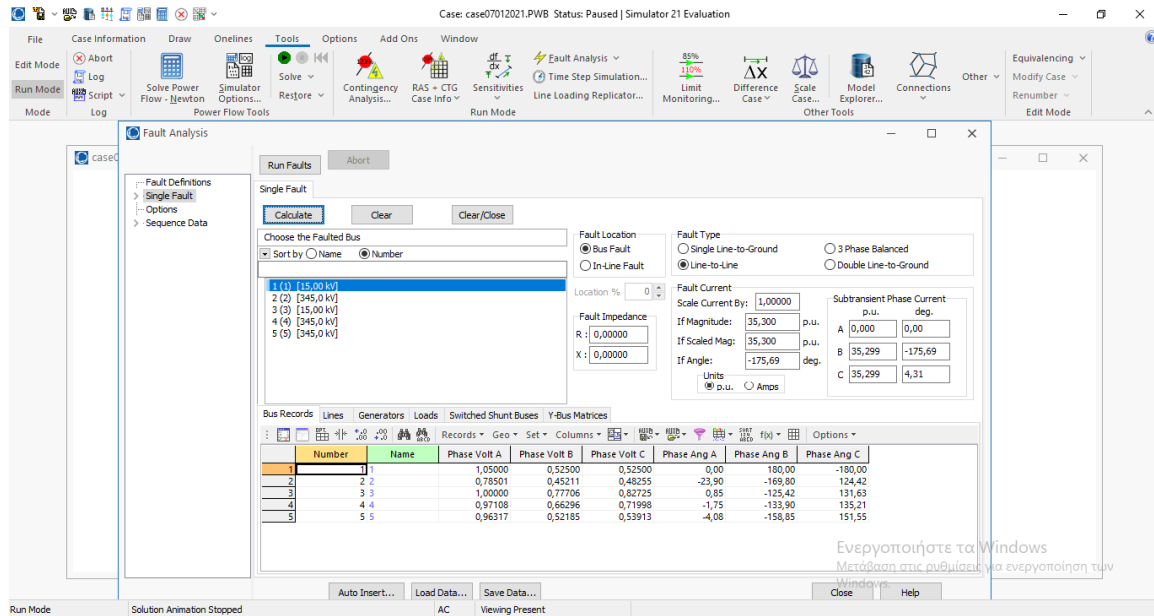 Case: case07012021.PWB Status: Paused | Simulator 21 Evaluation
File Case Information Draw Onelines Tools Options Add Ons Window
Edit Mode
Run Mode
Mode
Abort
Log
Script
Log
Solve Power Flow - Newton
Simulator Options...
Solve
Restore
Power Flow Tools
Contingency Analysis...
RAS + CTG Case Info
Sensitivities
Fault Analysis
Time Step Simulation...
Line Loading Replicator...
Run Mode
85%
110%
Limit Monitoring...
ΔX
Difference Case
Scale Case...
Model Explorer...
Connections
Other
Other Tools
Equivalencing
Modify Case
Renumber
Edit Mode
Fault Analysis
Fault Definitions
Single Fault
Options
Sequence Data
Run Faults Abort
Single Fault
Calculate Clear Clear/Close
Choose the Faulted Bus
Sort by Name Number
1 (1) [15,00 kV]
2 (2) [345,0 kV]
3 (3) [15,00 kV]
4 (4) [345,0 kV]
5 (5) [345,0 kV]
Fault Location
Bus Fault
In-Line Fault
Location % 0
Fault Impedance
R : 0,00000
X : 0,00000
Fault Type
Single Line-to-Ground 3 Phase Balanced
Line-to-Line Double Line-to-Ground
Fault Current
Scale Current By: 1,00000
If Magnitude: 35,300 p.u.
If Scaled Mag: 35,300 p.u.
If Angle: -175,69 deg.
Units
p.u. Amps
Subtransient Phase Current
p.u. deg.
A 0,000 0,00
B 35,299 -175,69
C 35,299 4,31
Bus Records Lines Generators Loads Switched Shunt Buses Y-Bus Matrices
Records Geo Set Columns f(x) Options
Number Name Phase Volt A Phase Volt B Phase Volt C Phase Ang A Phase Ang B Phase Ang C
1 1 1 1,05000 0,52500 0,52500 0,00 180,00 -180,00
2 2 2 0,78501 0,45211 0,48255 -23,90 -169,80 124,42
3 3 3 1,00000 0,77706 0,82725 0,85 -125,42 131,63
4 4 4 0,97108 0,66296 0,71998 -1,75 -133,90 135,21
5 5 5 0,96317 0,52185 0,53913 -4,08 -158,85 151,55
Ενεργοποιήστε τα Windows
Μετάβαση στις ρυθμίσεις για ενεργοποίηση των Windows.
Auto Insert... Load Data... Save Data... Close Help
Run Mode Solution Animation Stopped AC Viewing Present